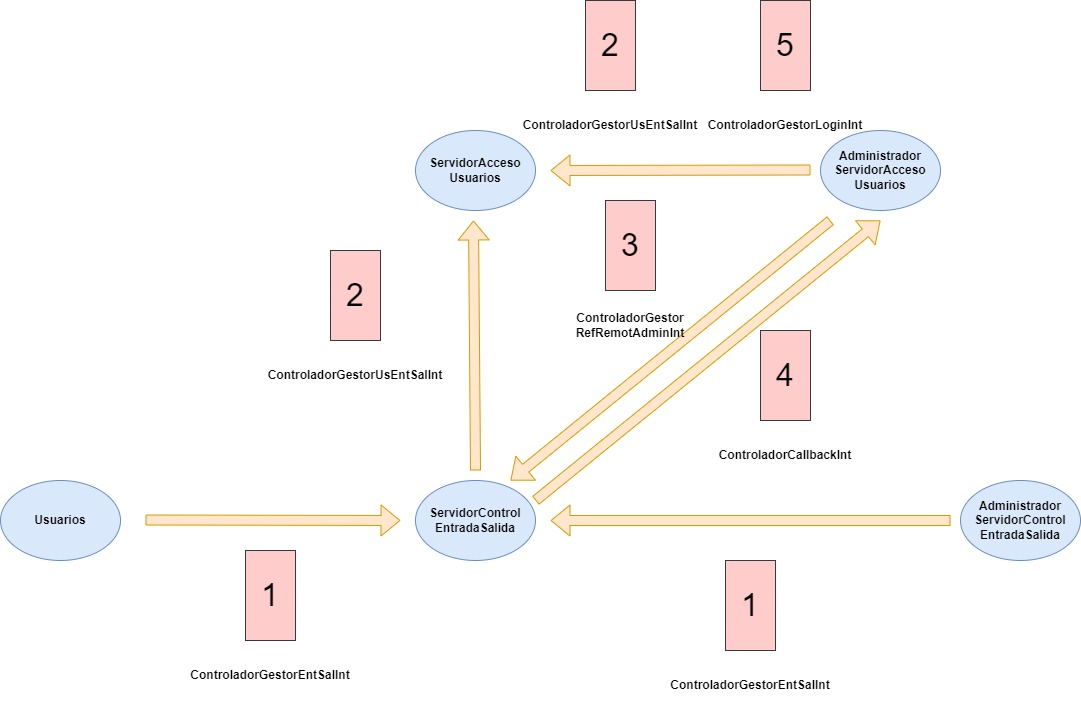 2
5
ControladorGestorUsEntSalInt
ControladorGestorLoginInt
ServidorAcceso
Usuarios
Administrador
ServidorAcceso
Usuarios
3
2
ControladorGestor
RefRemotAdminInt
4
ControladorGestorUsEntSalInt
ControladorCallbackInt
Usuarios
ServidorControl
EntradaSalida
Administrador
ServidorControl
EntradaSalida
1
1
ControladorGestorEntSalInt
ControladorGestorEntSalInt